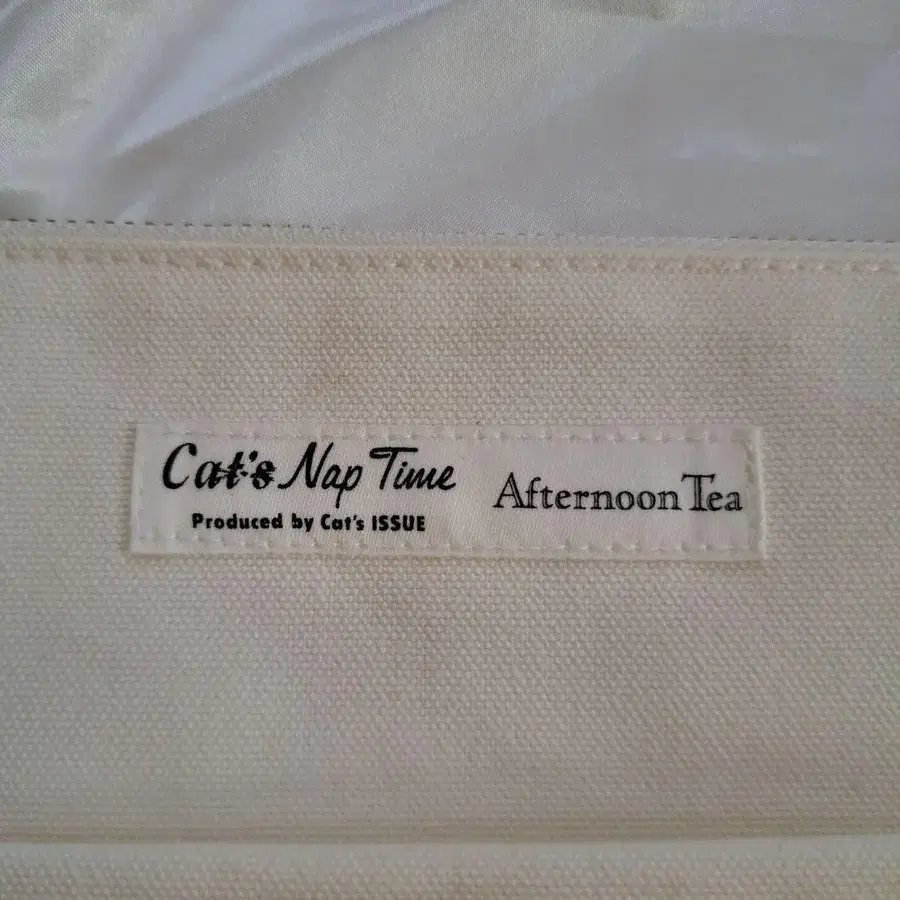 Cat's Nap Time
Produced by Cat's ISSUE
Afternoon Tea